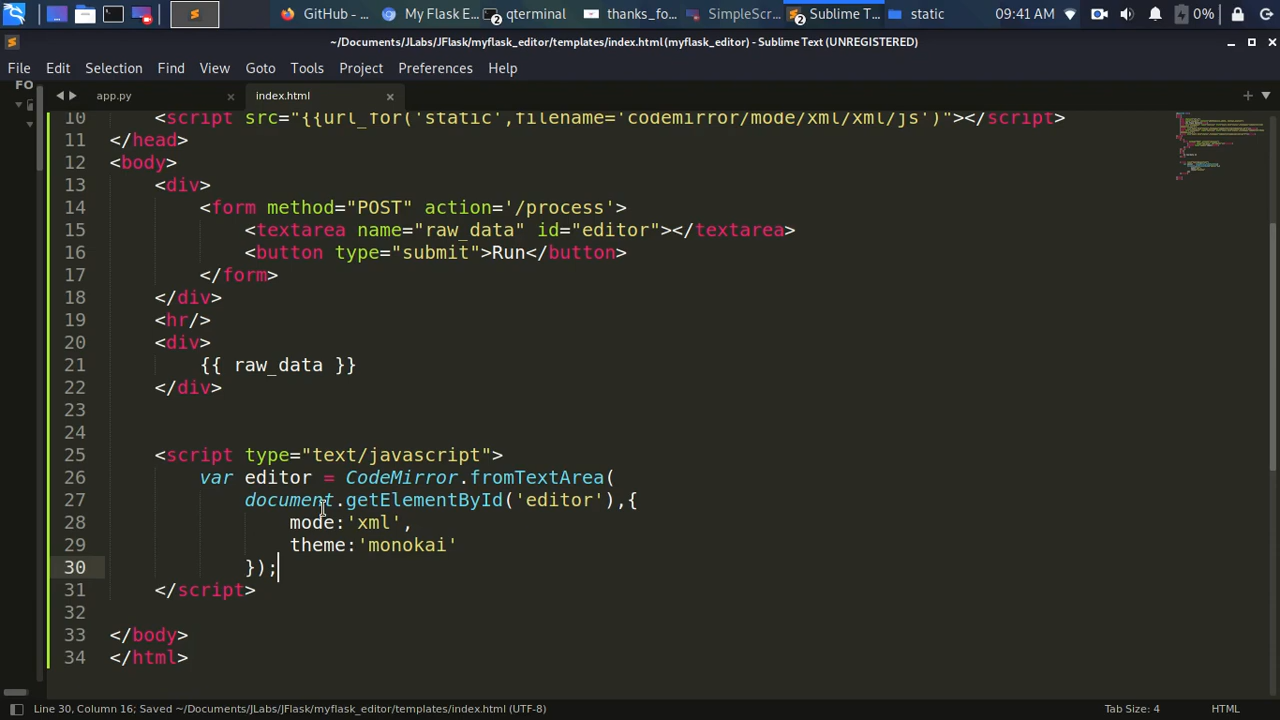 GitHub - ...
My Flask E...
2
qterminal
thanks_fo...
SimpleScr...
2
Sublime T...
static
09:41 AM
0%
~/Documents/JLabs/JFlask/myflask_editor/templates/index.html (myflask_editor) - Sublime Text (UNREGISTERED)
File Edit Selection Find View Goto Tools Project Preferences Help
FO
app.py
index.html
10 <script src="{{url_for('static',filename='codemirror/mode/xml/xml/js')"></script>
11 </head>
12 <body>
13 <div>
14 <form method="POST" action='/process'>
15 <textarea name="raw_data" id="editor"></textarea>
16 <button type="submit">Run</button>
17 </form>
18 </div>
19 <hr/>
20 <div>
21 {{ raw_data }}
22 </div>
23
24
25 <script type="text/javascript">
26 var editor = CodeMirror.fromTextArea(
27 document.getElementById('editor'),{
28 mode:'xml',
29 theme:'monokai'
30 });
31 </script>
32
33 </body>
34 </html>
Line 30, Column 16; Saved ~/Documents/JLabs/JFlask/myflask_editor/templates/index.html (UTF-8)
Tab Size: 4
HTML